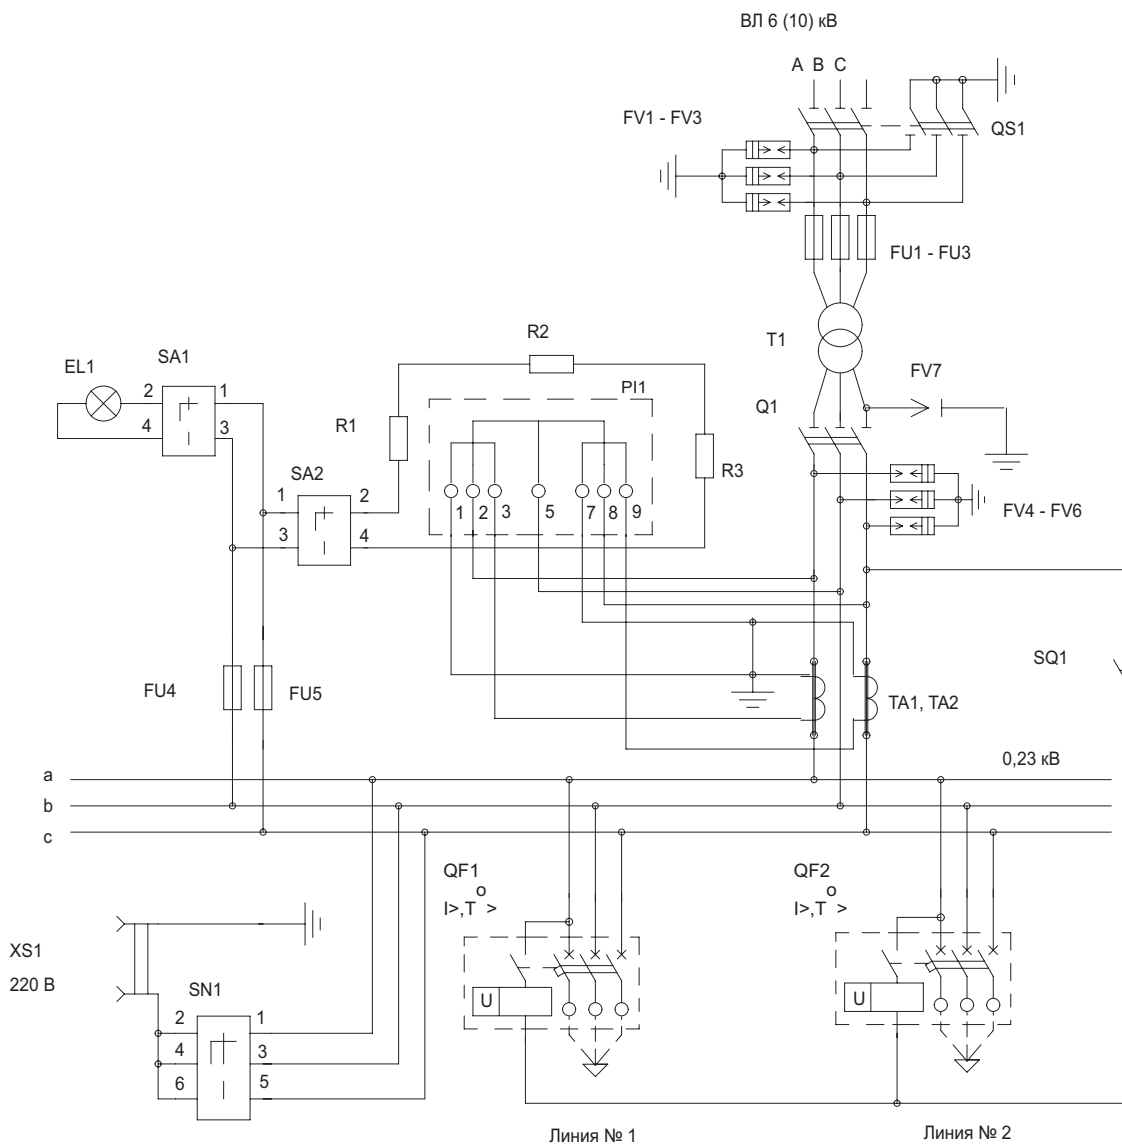 ВЛ 6 (10) кВ
A B C
FV1 - FV3
QS1
FU1 - FU3
R2
T1
SA1
EL1
FV7
2
1
PI1
Q1
4
3
R1
R3
SA2
1
2
1 2 3 5 7 8 9
FV4 - FV6
3
4
SQ1
FU4
FU5
TA1, TA2
0,23 кВ
a
b
c
QF1
I>,T° >
QF2
I>,T° >
XS1
220 В
SN1
U
U
2
1
4
3
6
5
Линия № 1
Линия № 2